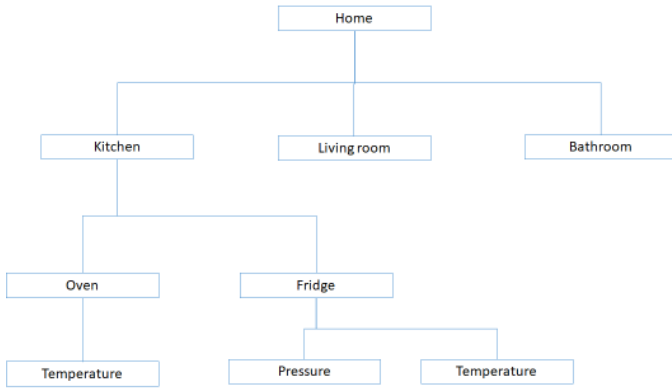 Home
Kitchen
Living room
Bathroom
Oven
Fridge
Temperature
Pressure
Temperature